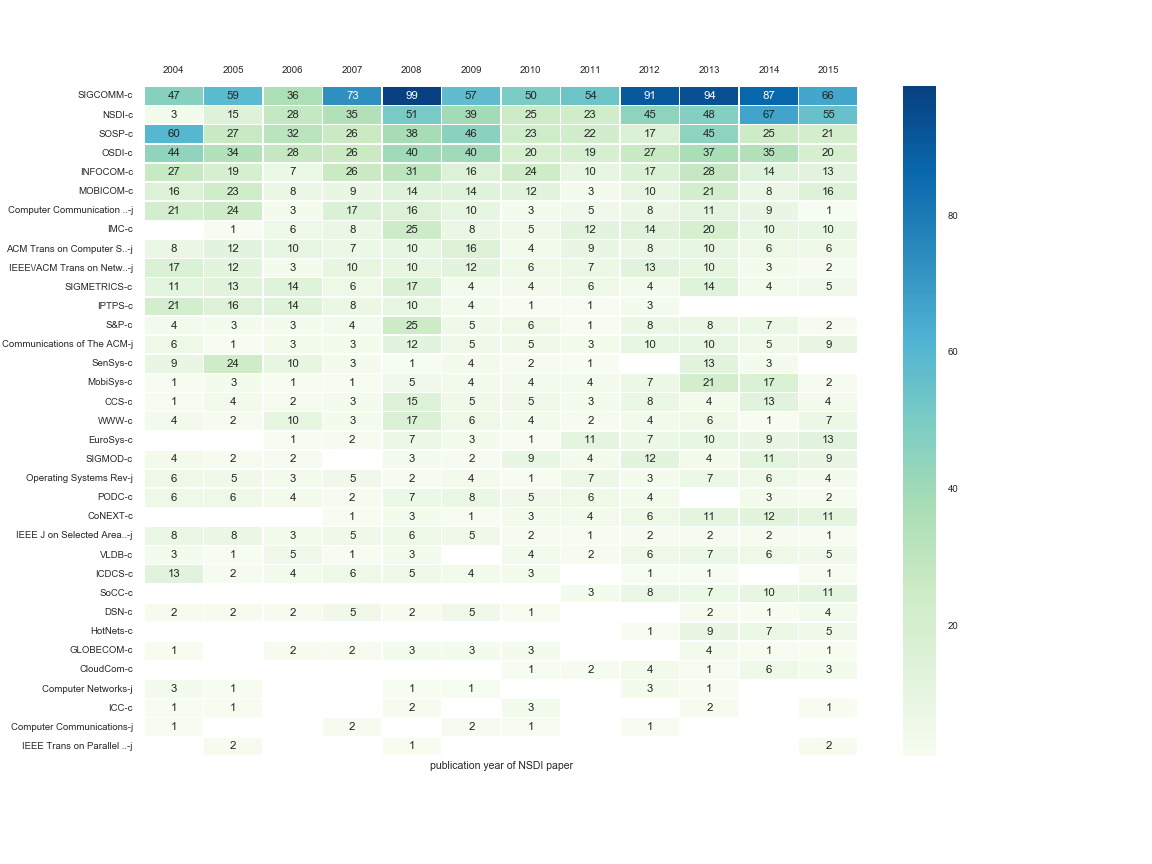 2004 2005 2006 2007 2008 2009 2010 2011 2012 2013 2014 2015
SIGCOMM-c 47 59 36 73 99 57 50 54 91 94 87 66
NSDI-c 3 15 28 35 51 39 25 23 45 48 67 55
SOSP-c 60 27 32 26 38 46 23 22 17 45 25 21
OSDI-c 44 34 28 26 40 40 20 19 27 37 35 20
INFOCOM-c 27 19 7 26 31 16 24 10 17 28 14 13
MOBICOM-c 16 23 8 9 14 14 12 3 10 21 8 16
Computer Communication ..-j 21 24 3 17 16 10 3 5 8 11 9 1
80
IMC-c 1 6 8 25 8 5 12 14 20 10 10
ACM Trans on Computer S..-j 8 12 10 7 10 16 4 9 8 10 6 6
IEEE\/ACM Trans on Netw..-j 17 12 3 10 10 12 6 7 13 10 3 2
SIGMETRICS-c 11 13 14 6 17 4 4 6 4 14 4 5
IPTPS-c 21 16 14 8 10 4 1 1 3
S&P-c 4 3 3 4 25 5 6 1 8 8 7 2
Communications of The ACM-j 6 1 3 3 12 5 5 3 10 10 5 9
60
SenSys-c 9 24 10 3 1 4 2 1 13 3
MobiSys-c 1 3 1 1 5 4 4 4 7 21 17 2
CCS-c 1 4 2 3 15 5 5 3 8 4 13 4
WWW-c 4 2 10 3 17 6 4 2 4 6 1 7
EuroSys-c 1 2 7 3 1 11 7 10 9 13
SIGMOD-c 4 2 2 3 2 9 4 12 4 11 9
Operating Systems Rev-j 6 5 3 5 2 4 1 7 3 7 6 4
40
PODC-c 6 6 4 2 7 8 5 6 4 3 2
CoNEXT-c 1 3 1 3 4 6 11 12 11
IEEE J on Selected Area..-j 8 8 3 5 6 5 2 1 2 2 2 1
VLDB-c 3 1 5 1 3 4 2 6 7 6 5
ICDCS-c 13 2 4 6 5 4 3 1 1 1
SoCC-c 3 8 7 10 11
DSN-c 2 2 2 5 2 5 1 2 1 4
20
HotNets-c 1 9 7 5
GLOBECOM-c 1 2 2 3 3 3 4 1 1
CloudCom-c 1 2 4 1 6 3
Computer Networks-j 3 1 1 1 3 1
ICC-c 1 1 2 3 2 1
Computer Communications-j 1 2 2 1 1
IEEE Trans on Parallel ..-j 2 1 2
publication year of NSDI paper